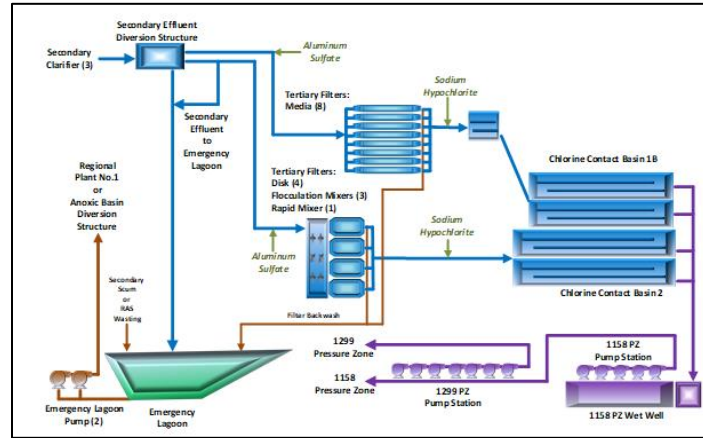 Secondary Effluent
Diversion Structure
Secondary
Clarifier (3)
Aluminum
Sulfate
Tertiary Filters:
Media (8)
Sodium
Hypochlorite
Secondary
Effluent
to
Emergency
Lagoon
Chlorine Contact Basin 1B
Regional
Plant No.1
or
Anoxic Basin
Diversion
Structure
Tertiary Filters:
Disk (4)
Flocculation Mixers (3)
Rapid Mixer (1)
Sodium
Hypochlorite
Aluminum
Sulfate
Secondary
Scum
or
RAS
Wasting
Chlorine Contact Basin 2
Filter Backwash
1299
Pressure Zone
1158 PZ
Pump Station
1158
Pressure Zone
1299 PZ
Pump Station
Emergency Lagoon
Pump (2)
Emergency
Lagoon
1158 PZ Wet Well